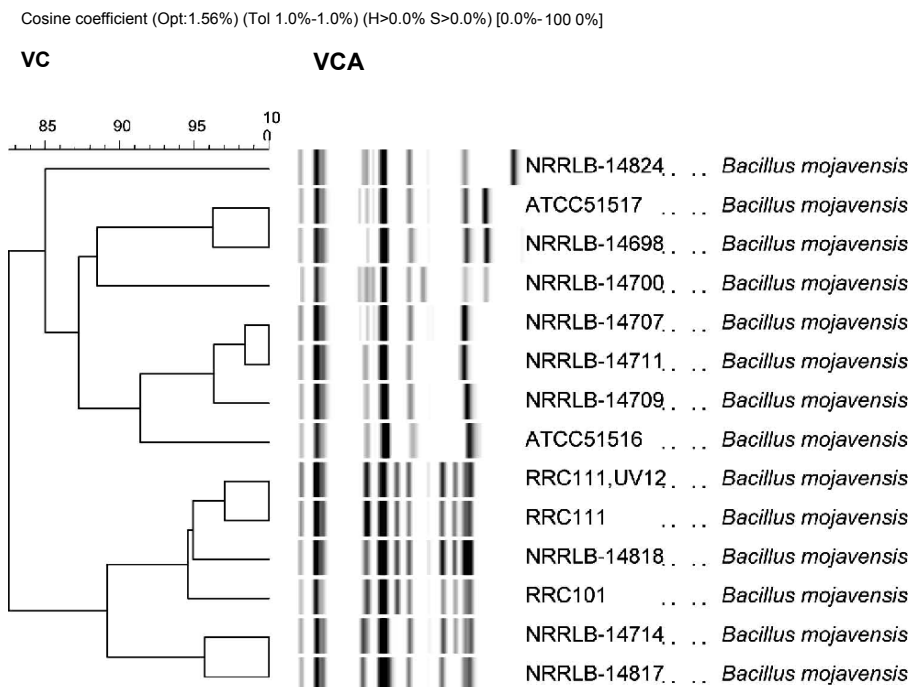 Cosine coefficient (Opt:1.56%) (Tol 1.0%-1.0%) (H>0.0% S>0.0%) [0.0%-100 0%]
VC VCA
85 90 95 10
0
NRRLB-14824. . . . Bacillus mojavensis
ATCC51517 . . . . Bacillus mojavensis
NRRLB-14698. . . . Bacillus mojavensis
NRRLB-14700. . . . Bacillus mojavensis
NRRLB-14707. . . . Bacillus mojavensis
NRRLB-14711. . . . Bacillus mojavensis
NRRLB-14709. . . . Bacillus mojavensis
ATCC51516 . . . . Bacillus mojavensis
RRC111,UV12. . . . Bacillus mojavensis
RRC111 . . . . Bacillus mojavensis
NRRLB-14818. . . . Bacillus mojavensis
RRC101 . . . . Bacillus mojavensis
NRRLB-14714. . . . Bacillus mojavensis
NRRLB-14817. . . . Bacillus mojavensis